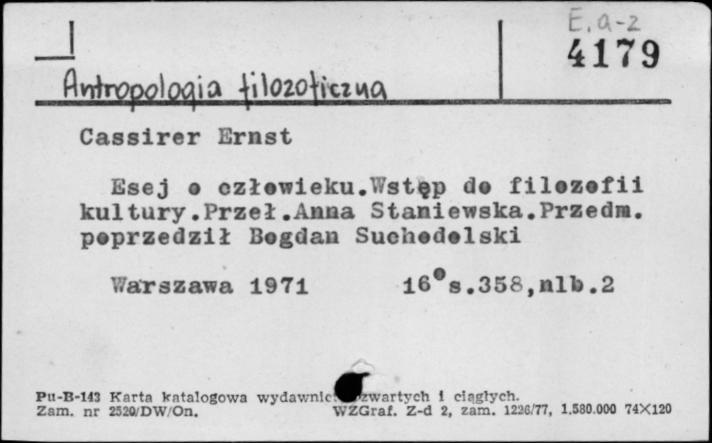 E. a-z
4179
Antropologia filozoficzna
Cassirer Ernst
Esej o człowieku.Wstęp do filozofii
kultury.Przeł.Anna Staniewska.Przedm.
poprzedził Bogdan Suchodolski
Warszawa 1971 16° s.358,nlb.2
Pu-B-143 Karta katalogowa wydawnic zwartych i ciągłych.
Zam. nr 2520/DW/On. WZGraf. Z-d 2, zam. 1226/77, 1.580.000 74X120